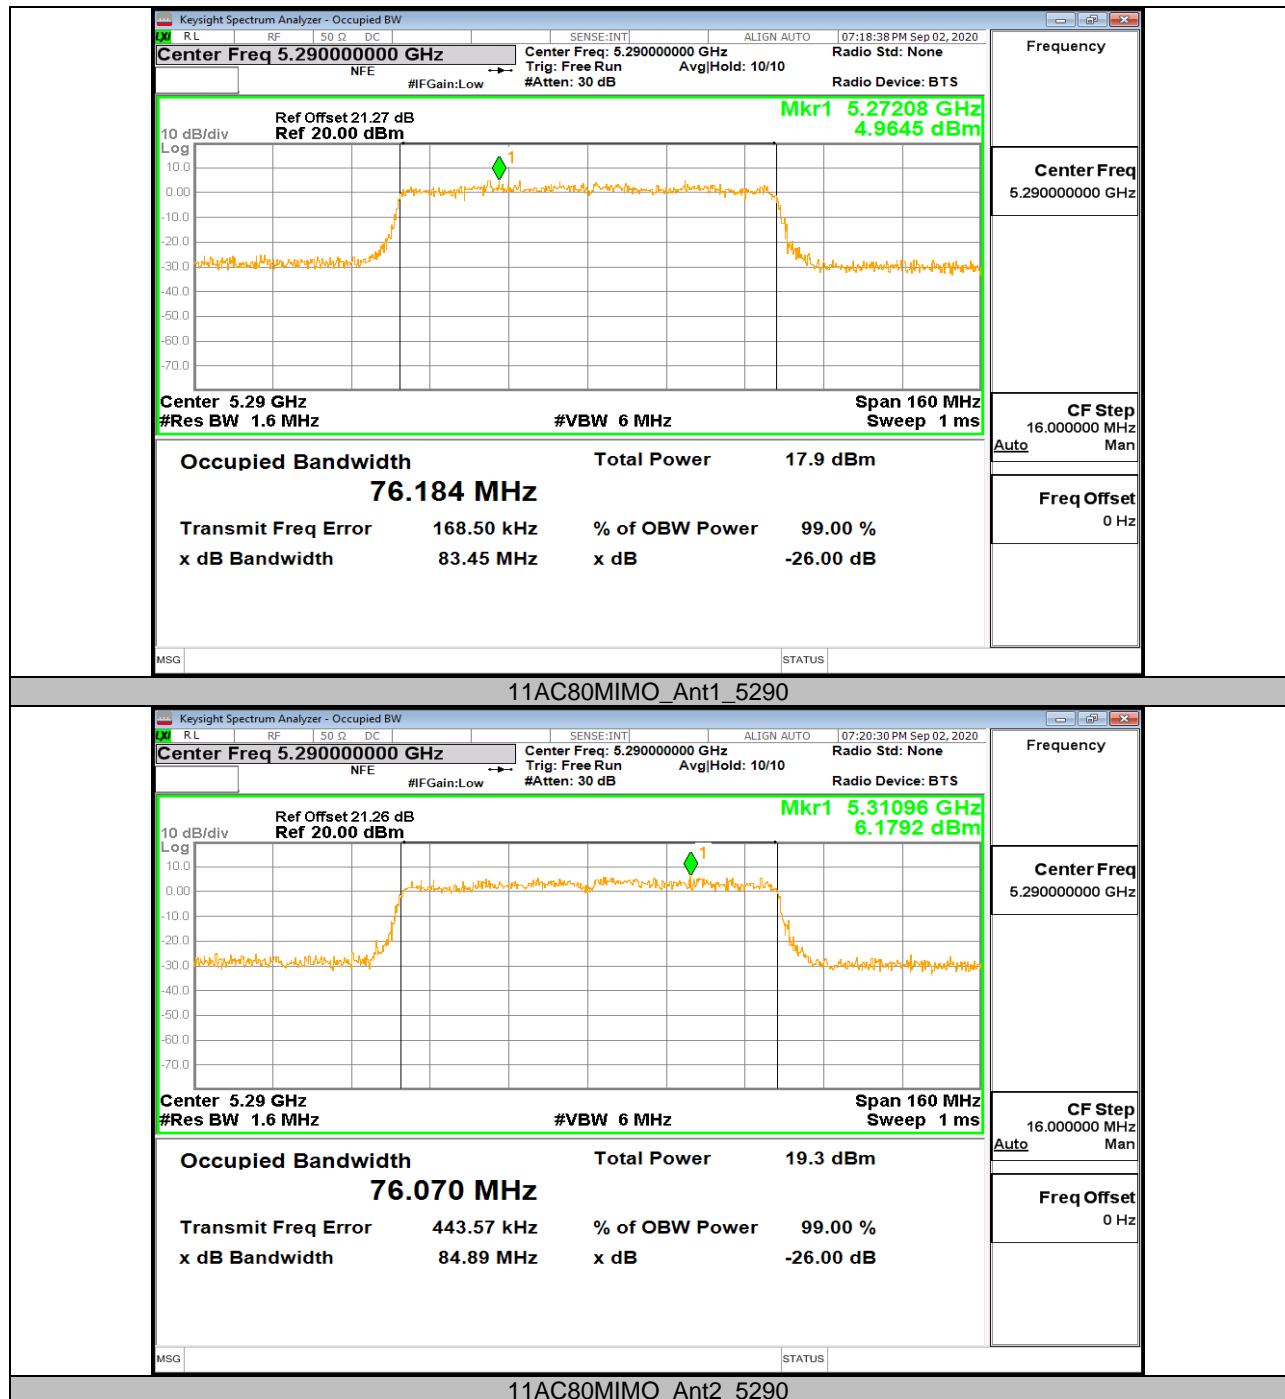 Keysight Spectrum Analyzer - Occupied BW
LXI RL RF 50 Ω DC SENSE:INT ALIGN AUTO 07:18:38 PM Sep 02, 2020
Center Freq 5.290000000 GHz Center Freq: 5.290000000 GHz Radio Std: None Frequency
NFE Trig: Free Run Avg|Hold: 10/10
#IFGain:Low #Atten: 30 dB Radio Device: BTS
Mkr1 5.27208 GHz
4.9645 dBm
Ref Offset 21.27 dB
10 dB/div Ref 20.00 dBm
Log
1
10.0
0.00
-10.0
-20.0
-30.0
-40.0
-50.0
-60.0
-70.0
Center Freq
5.290000000 GHz
Center 5.29 GHz Span 160 MHz
#Res BW 1.6 MHz #VBW 6 MHz Sweep 1 ms
CF Step
16.000000 MHz
Auto Man
Occupied Bandwidth Total Power 17.9 dBm
76.184 MHz
Freq Offset
0 Hz
Transmit Freq Error 168.50 kHz % of OBW Power 99.00 %
x dB Bandwidth 83.45 MHz x dB -26.00 dB
MSG STATUS
11AC80MIMO_Ant1_5290
Keysight Spectrum Analyzer - Occupied BW
LXI RL RF 50 Ω DC SENSE:INT ALIGN AUTO 07:20:30 PM Sep 02, 2020
Center Freq 5.290000000 GHz Center Freq: 5.290000000 GHz Radio Std: None Frequency
NFE Trig: Free Run Avg|Hold: 10/10
#IFGain:Low #Atten: 30 dB Radio Device: BTS
Mkr1 5.31096 GHz
6.1792 dBm
Ref Offset 21.26 dB
10 dB/div Ref 20.00 dBm
Log
1
10.0
0.00
-10.0
-20.0
-30.0
-40.0
-50.0
-60.0
-70.0
Center Freq
5.290000000 GHz
Center 5.29 GHz Span 160 MHz
#Res BW 1.6 MHz #VBW 6 MHz Sweep 1 ms
CF Step
16.000000 MHz
Auto Man
Occupied Bandwidth Total Power 19.3 dBm
76.070 MHz
Freq Offset
0 Hz
Transmit Freq Error 443.57 kHz % of OBW Power 99.00 %
x dB Bandwidth 84.89 MHz x dB -26.00 dB
MSG STATUS
11AC80MIMO_Ant2_5290